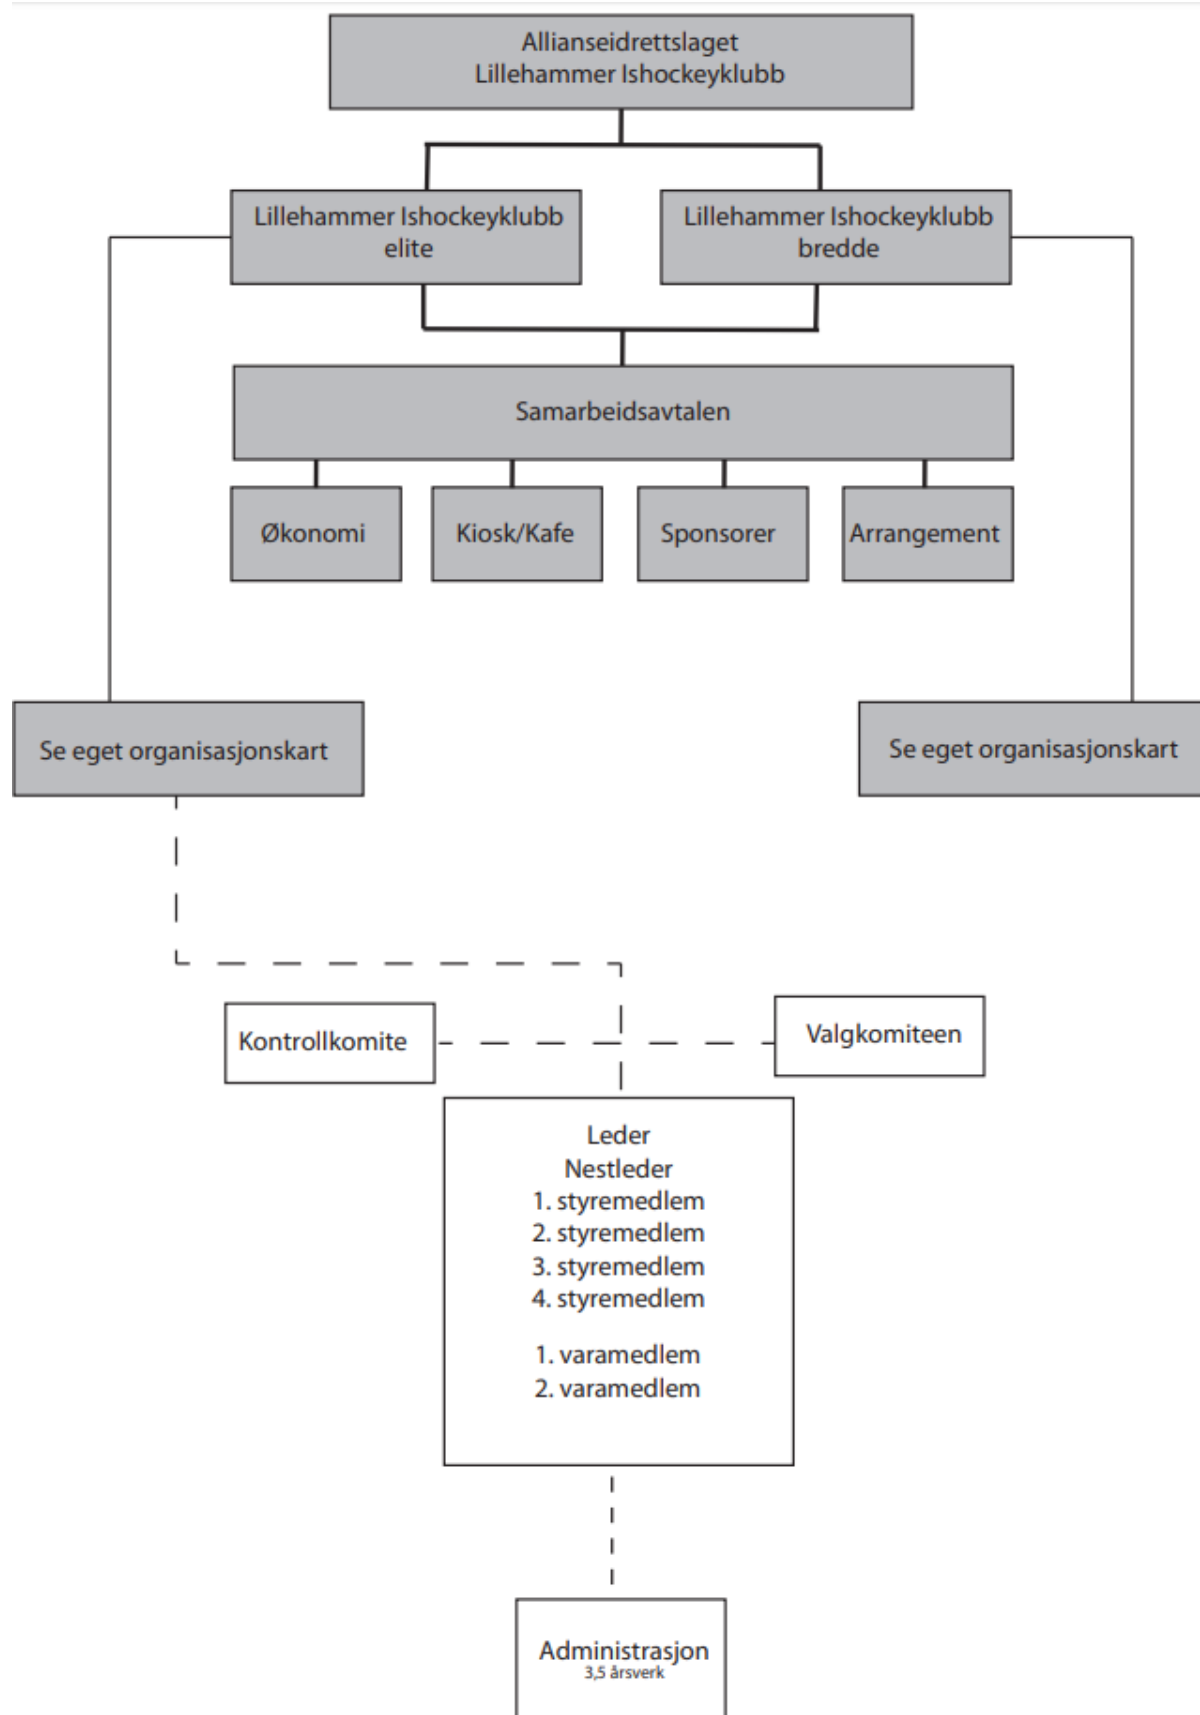 Allianseidrettslaget
Lillehammer Ishockeyklubb
Lillehammer Ishockeyklubb
elite
Lillehammer Ishockeyklubb
bredde
Samarbeidsavtalen
Økonomi
Kiosk/Kafe
Sponsorer
Arrangement
Se eget organisasjonskart
Se eget organisasjonskart
Kontrollkomite
Valgkomiteen
Leder
Nestleder
1. styremedlem
2. styremedlem
3. styremedlem
4. styremedlem
1. varamedlem
2. varamedlem
Administrasjon
3,5 årsverk